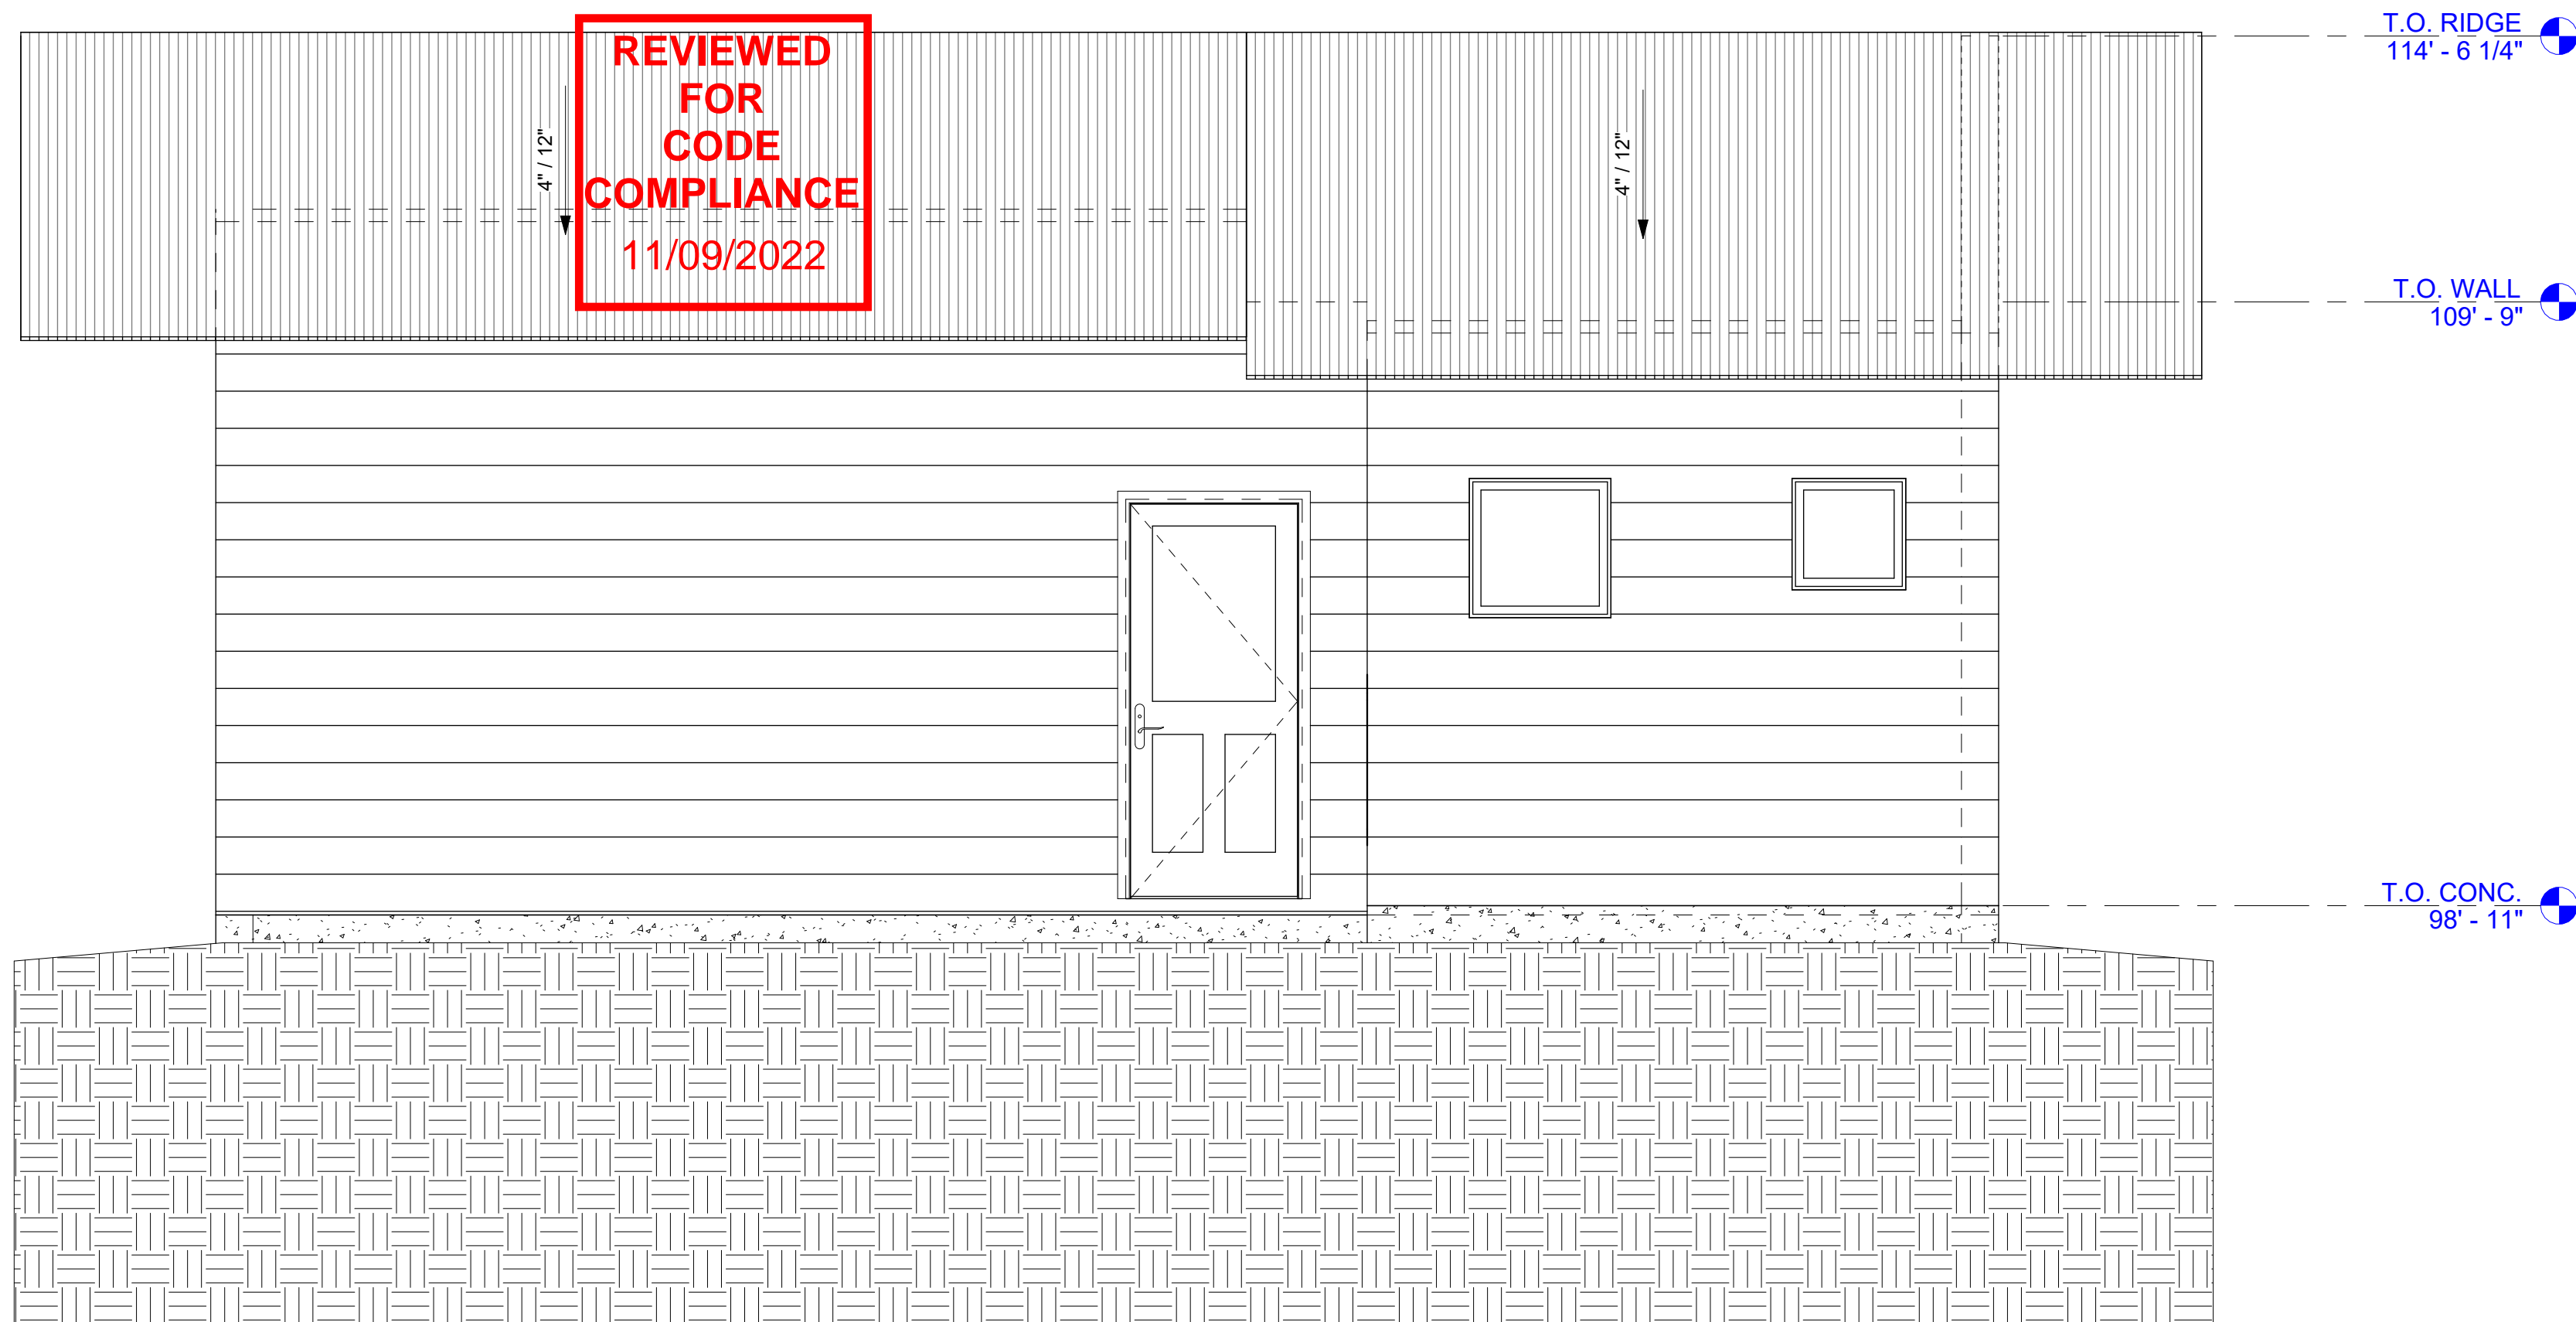 REVIEWED
FOR
CODE
COMPLIANCE
11/09/2022
4" / 12"
4" / 12"
T.O. RIDGE
114' - 6 1/4"
T.O. WALL
109' - 9"
T.O. CONC.
98' - 11"